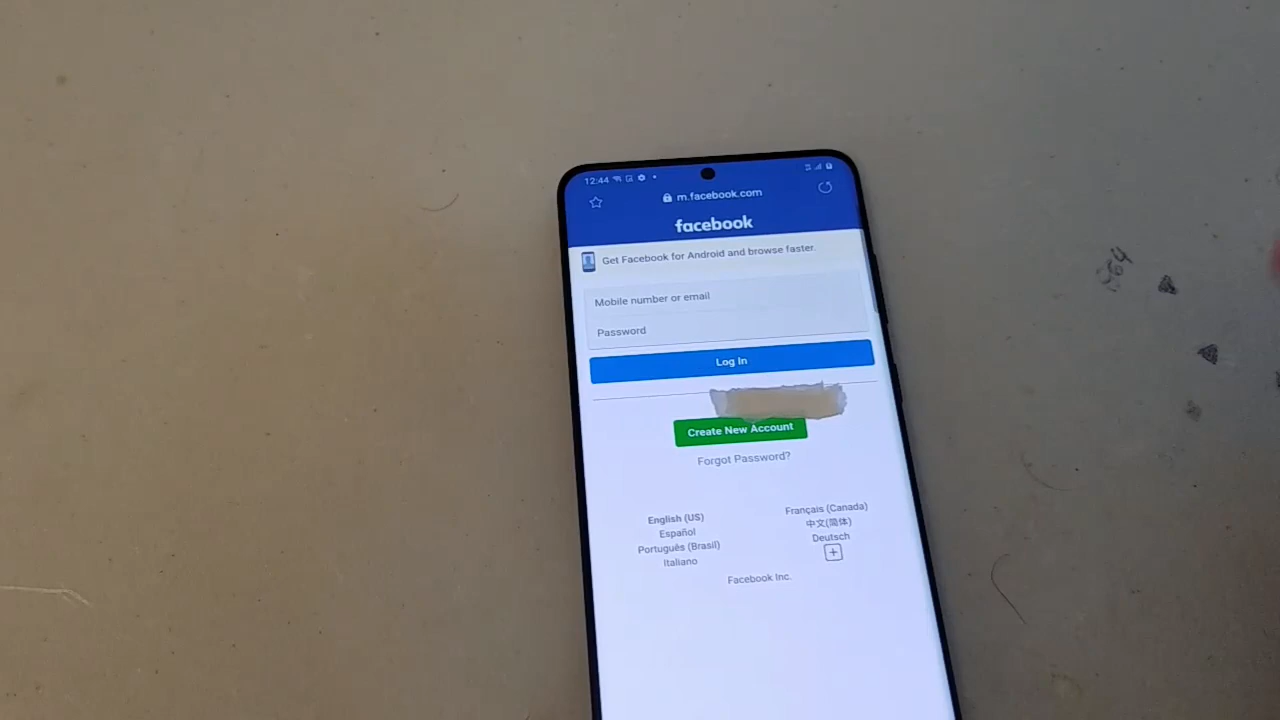 12:44
m.facebook.com
facebook
Get Facebook for Android and browse faster.
Mobile number or email
Password
Log In
Create New Account
Forgot Password?
English (US)
Español
Português (Brasil)
Italiano
Français (Canada)
中文(简体)
Deutsch
Facebook Inc.